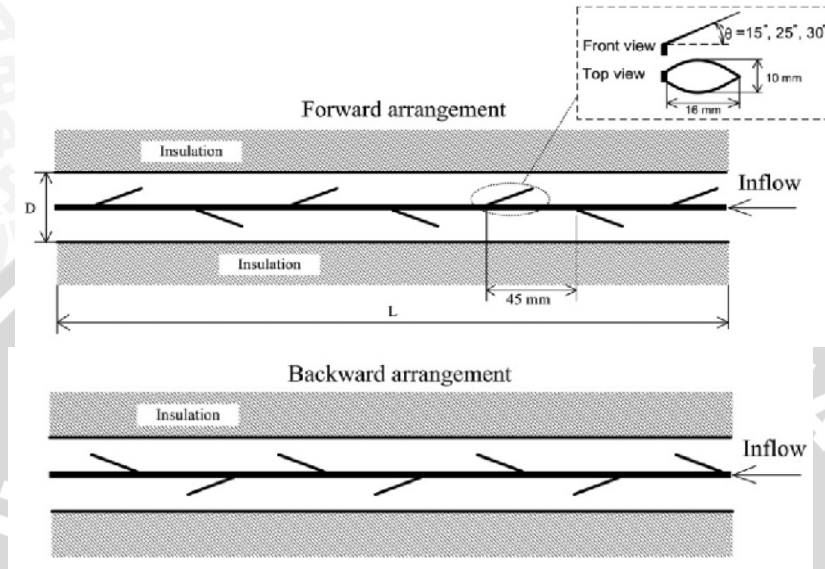 Front view
θ =15°, 25°, 30°
Top view
10 mm
16 mm
Forward arrangement
Insulation
D
Inflow
Insulation
45 mm
L
Backward arrangement
Insulation
Inflow